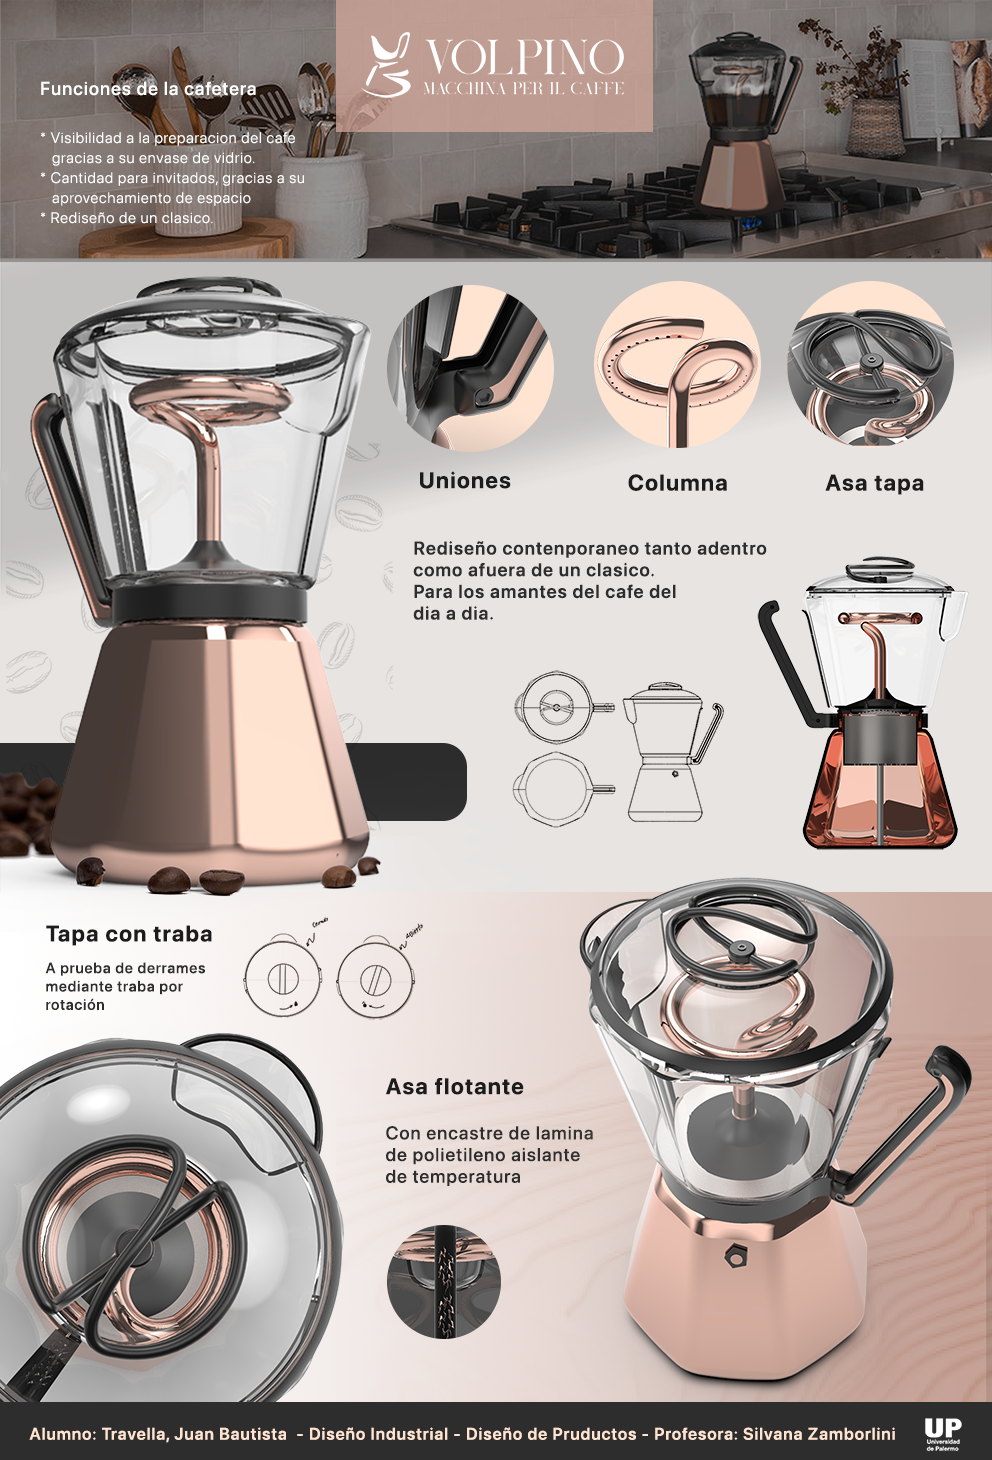 VOLPINO
MACCHINA PER IL CAFFE
Funciones de la cafetera
* Visibilidad a la preparacion del cafe
gracias a su envase de vidrio.
* Cantidad para invitados, gracias a su
aprovechamiento de espacio
* Rediseño de un clasico.
Uniones
Columna
Asa tapa
Rediseño contenporaneo tanto adentro
como afuera de un clasico.
Para los amantes del cafe del
dia a dia.
Tapa con traba
A prueba de derrames
mediante traba por
rotación
Cerrado
Abierto
Asa flotante
Con encastre de lamina
de polietileno aislante
de temperatura
Alumno: Travella, Juan Bautista - Diseño Industrial - Diseño de Pruductos - Profesora: Silvana Zamborlini
UP
Universidad
de Palermo